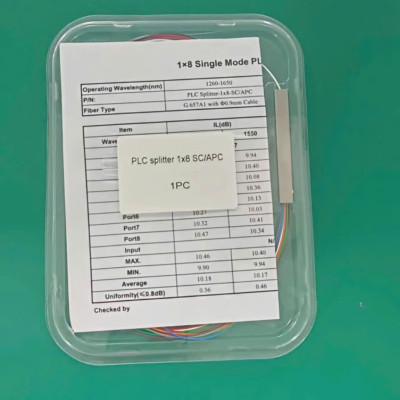 1×8 Single Mode PL
Operating Wavelength(nm) 1260-1650
P/N: PLC Splitter-1x8-SC/APC
Fiber Type G.657A1 with Φ0.9mm Cable
Item IL(dB)
Wave 1550
7
9.94
10.40
10.08
10.36
10.13
Port6 10.27 10.03
Port7 10.32 10.41
Port8 10.47 10.34
Input N/
MAX. 10.46 10.40
MIN. 9.90 9.94
Average 10.18 10.17
Uniformity(≤0.8dB) 0.56 0.46
Checked by
PLC splitter 1x8 SC/APC
1PC